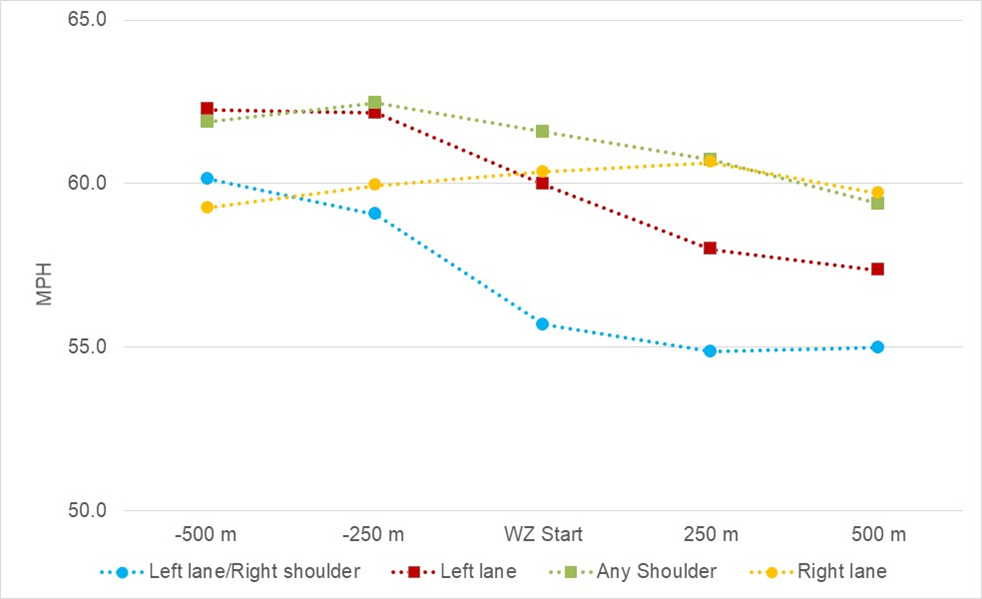 65.0
60.0
MPH
55.0
50.0
-500 m -250 m WZ Start 250 m 500 m
Left lane/Right shoulder Left lane Any Shoulder Right lane